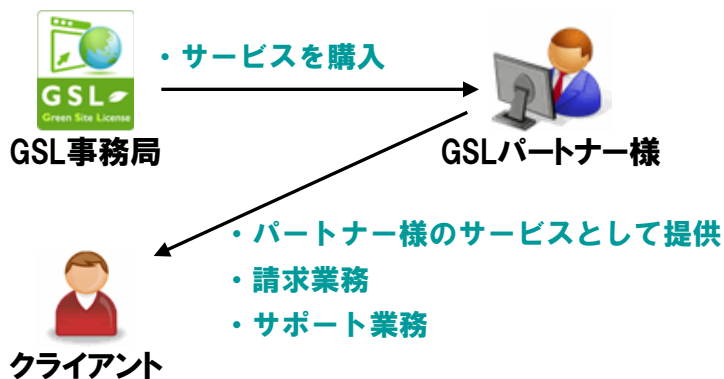 ・サービスを購入
GSL
Green Site License
GSL事務局
GSLパートナー様
・パートナー様のサービスとして提供
・請求業務
・サポート業務
クライアント